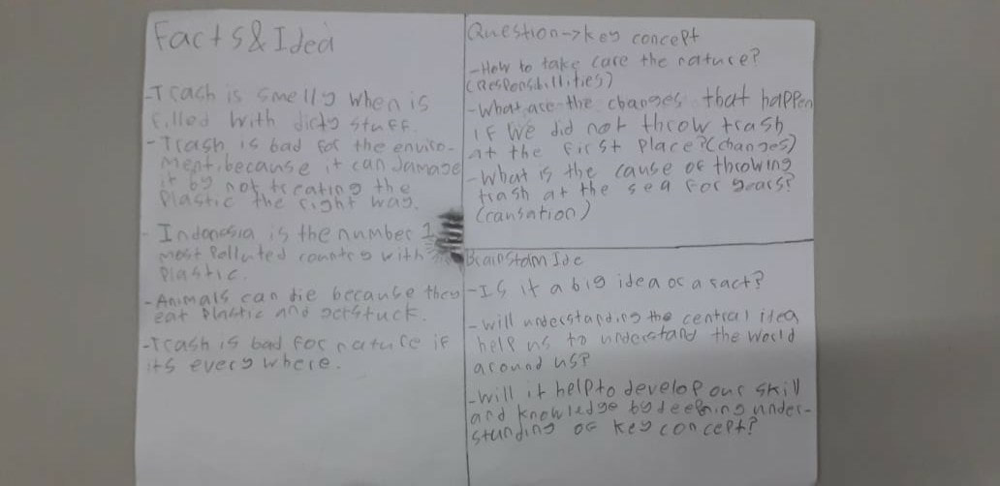 Facts & Idea
-Trash is smelly when is
filled with dirty stuff.
-Trash is bad for the enviro-
ment, because it can damage
it by not treating the
Plastic the right way.
- Indonesia is the number 1
most Polluted country with
Plastic.
-Animals can die because they
eat Plastic and getstuck.
-Trash is bad for nature if
its every where.
Question->key concept
-How to take care the nature?
(Responsibillities)
-What are the changes that happen
if we did not throw trash
at the first Place? (changes)
-What is the cause of throwing
trash at the sea for years?
(causation)
BrainStorm Ide
-Is it a big idea or a fact?
-will understanding the central idea
help us to understand the world
around us?
-will it help to develop our skill
and knowledge by deeping under-
standing of key concept?